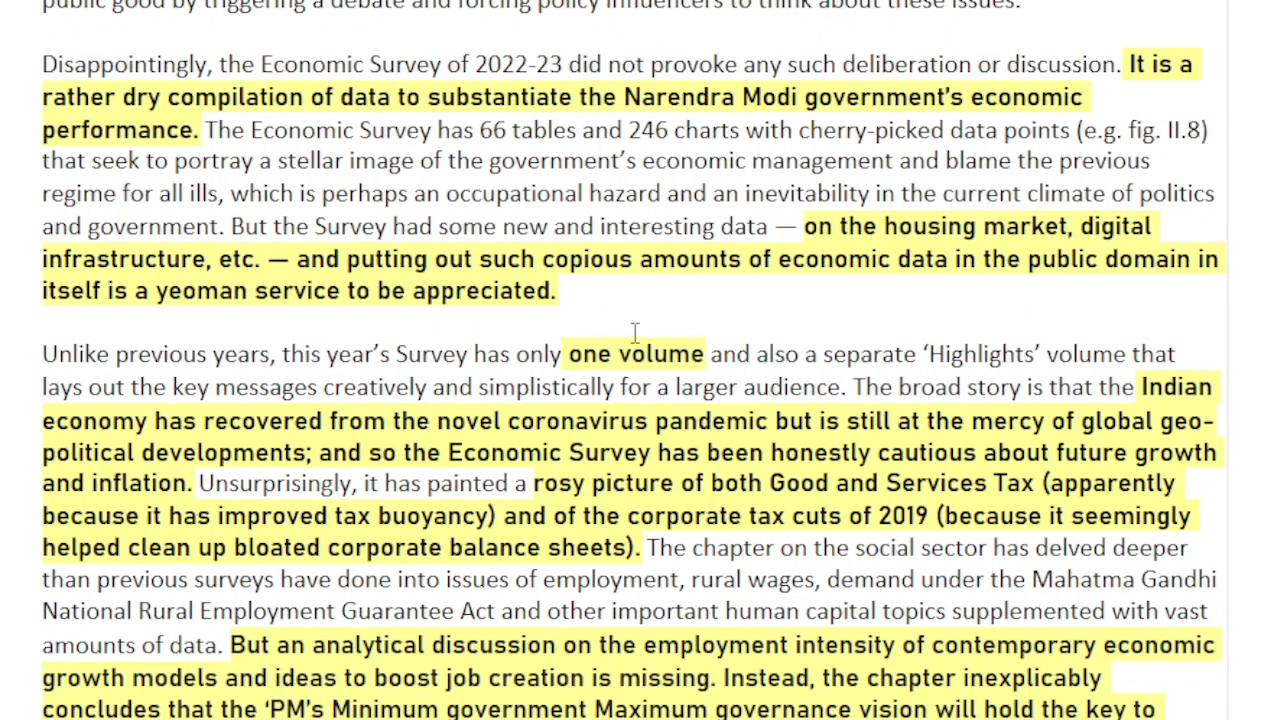 public good by triggering a debate and forcing policy influencers to think about these issues.
Disappointingly, the Economic Survey of 2022-23 did not provoke any such deliberation or discussion. It is a
rather dry compilation of data to substantiate the Narendra Modi government's economic
performance. The Economic Survey has 66 tables and 246 charts with cherry-picked data points (e.g. fig. II.8)
that seek to portray a stellar image of the government’s economic management and blame the previous
regime for all ills, which is perhaps an occupational hazard and an inevitability in the current climate of politics
and government. But the Survey had some new and interesting data — on the housing market, digital
infrastructure, etc. — and putting out such copious amounts of economic data in the public domain in
itself is a yeoman service to be appreciated.
Unlike previous years, this year’s Survey has only one volume and also a separate ‘Highlights’ volume that
lays out the key messages creatively and simplistically for a larger audience. The broad story is that the Indian
economy has recovered from the novel coronavirus pandemic but is still at the mercy of global geo-
political developments; and so the Economic Survey has been honestly cautious about future growth
and inflation. Unsurprisingly, it has painted a rosy picture of both Good and Services Tax (apparently
because it has improved tax buoyancy) and of the corporate tax cuts of 2019 (because it seemingly
helped clean up bloated corporate balance sheets). The chapter on the social sector has delved deeper
than previous surveys have done into issues of employment, rural wages, demand under the Mahatma Gandhi
National Rural Employment Guarantee Act and other important human capital topics supplemented with vast
amounts of data. But an analytical discussion on the employment intensity of contemporary economic
growth models and ideas to boost job creation is missing. Instead, the chapter inexplicably
concludes that the ‘PM’s Minimum government Maximum governance vision will hold the key to